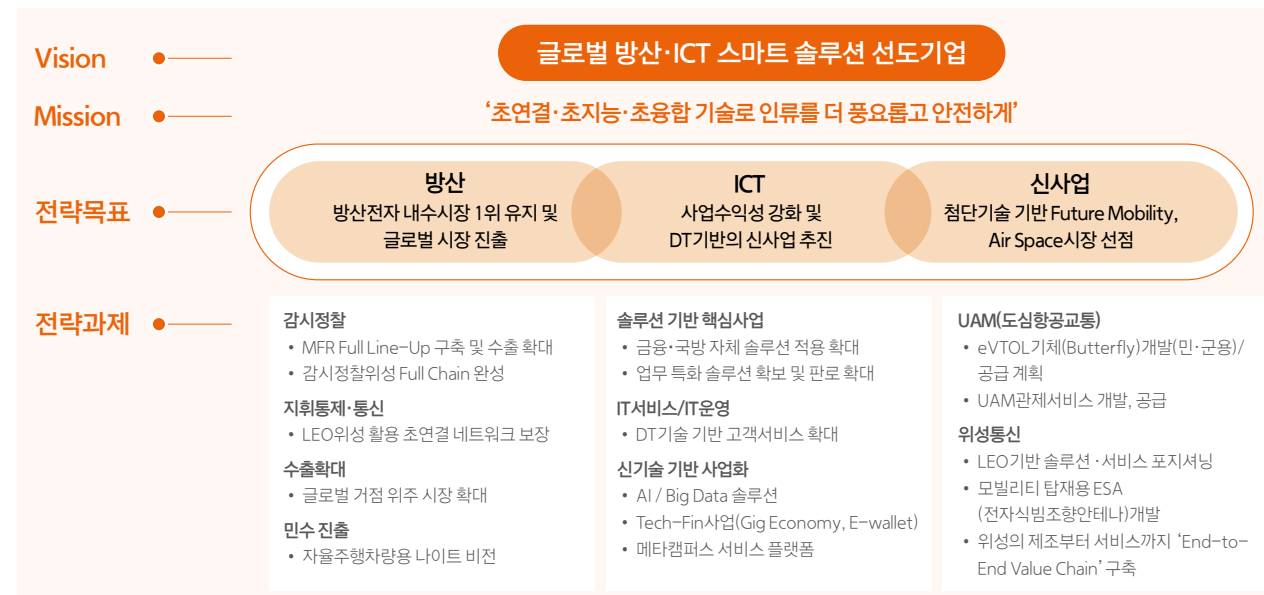 Vision
글로벌 방산·ICT 스마트 솔루션 선도기업
Mission
‘초연결·초지능·초융합 기술로 인류를 더 풍요롭고 안전하게’
전략목표
방산
방산전자 내수시장 1위 유지 및
글로벌 시장 진출
ICT
사업수익성 강화 및
DT기반의 신사업 추진
신사업
첨단기술 기반 Future Mobility,
Air Space시장 선점
전략과제
감시정찰
• MFR Full Line-Up 구축 및 수출 확대
• 감시정찰위성 Full Chain 완성
지휘통제·통신
• LEO위성 활용 초연결 네트워크 보장
수출확대
• 글로벌 거점 위주 시장 확대
민수 진출
• 자율주행차량용 나이트 비전
솔루션 기반 핵심사업
• 금융·국방 자체 솔루션 적용 확대
• 업무 특화 솔루션 확보 및 판로 확대
IT서비스/IT운영
• DT기술 기반 고객서비스 확대
신기술 기반 사업화
• AI / Big Data 솔루션
• Tech-Fin사업(Gig Economy, E-wallet)
• 메타캠퍼스 서비스 플랫폼
UAM(도심항공교통)
• eVTOL기체(Butterfly)개발(민·군용)/
공급 계획
• UAM관제서비스 개발, 공급
위성통신
• LEO기반 솔루션·서비스 포지셔닝
• 모빌리티 탑재용 ESA
(전자식빔조향안테나)개발
• 위성의 제조부터 서비스까지 ‘End-to-
End Value Chain’구축